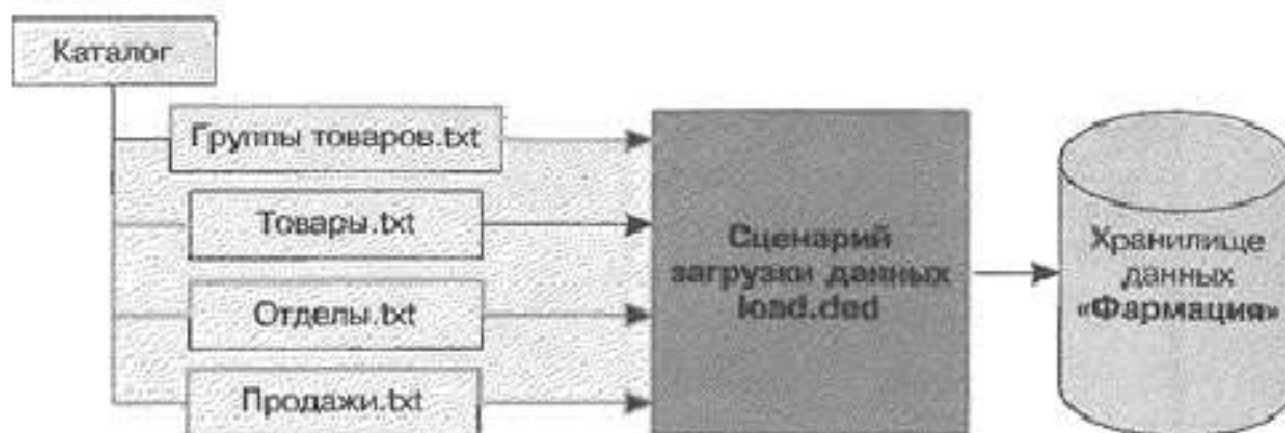 Каталог
Группы товаров.txt
Товары.txt
Отделы.txt
Продажи.txt
Сценарий
загрузки данных
load.ded
Хранилище
данных
«Фармация»